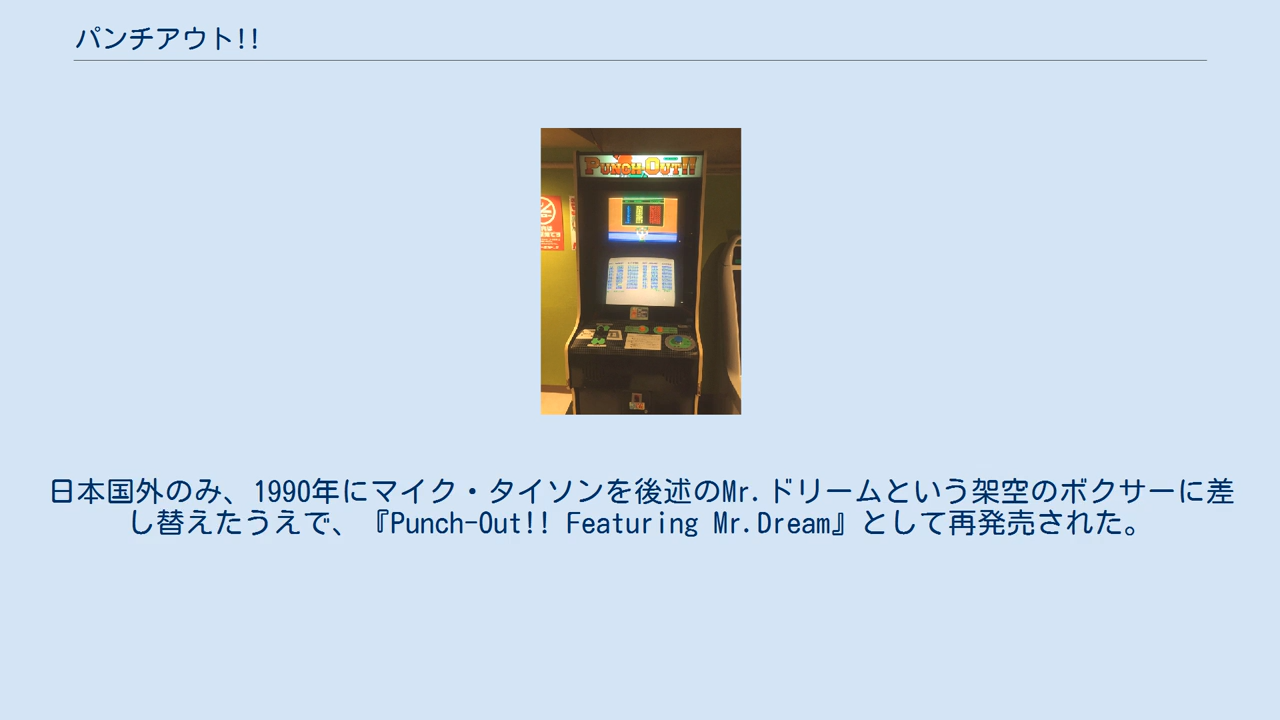 パンチアウト!!
PUNCH-OUT!!
日本国外のみ、1990年にマイク・タイソンを後述のMr.ドリームという架空のボクサーに差
し替えたうえで、『Punch-Out!! Featuring Mr.Dream』として再発売された。